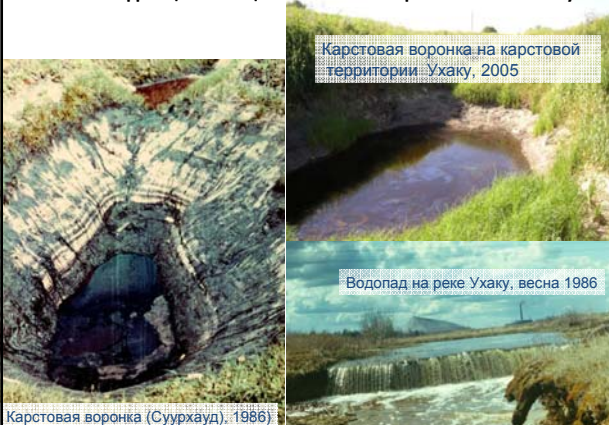 Карстовая воронка на карстовой
территории Ухаку, 2005
Водопад на реке Ухаку, весна 1986
Карстовая воронка (Суурхауд), 1986)